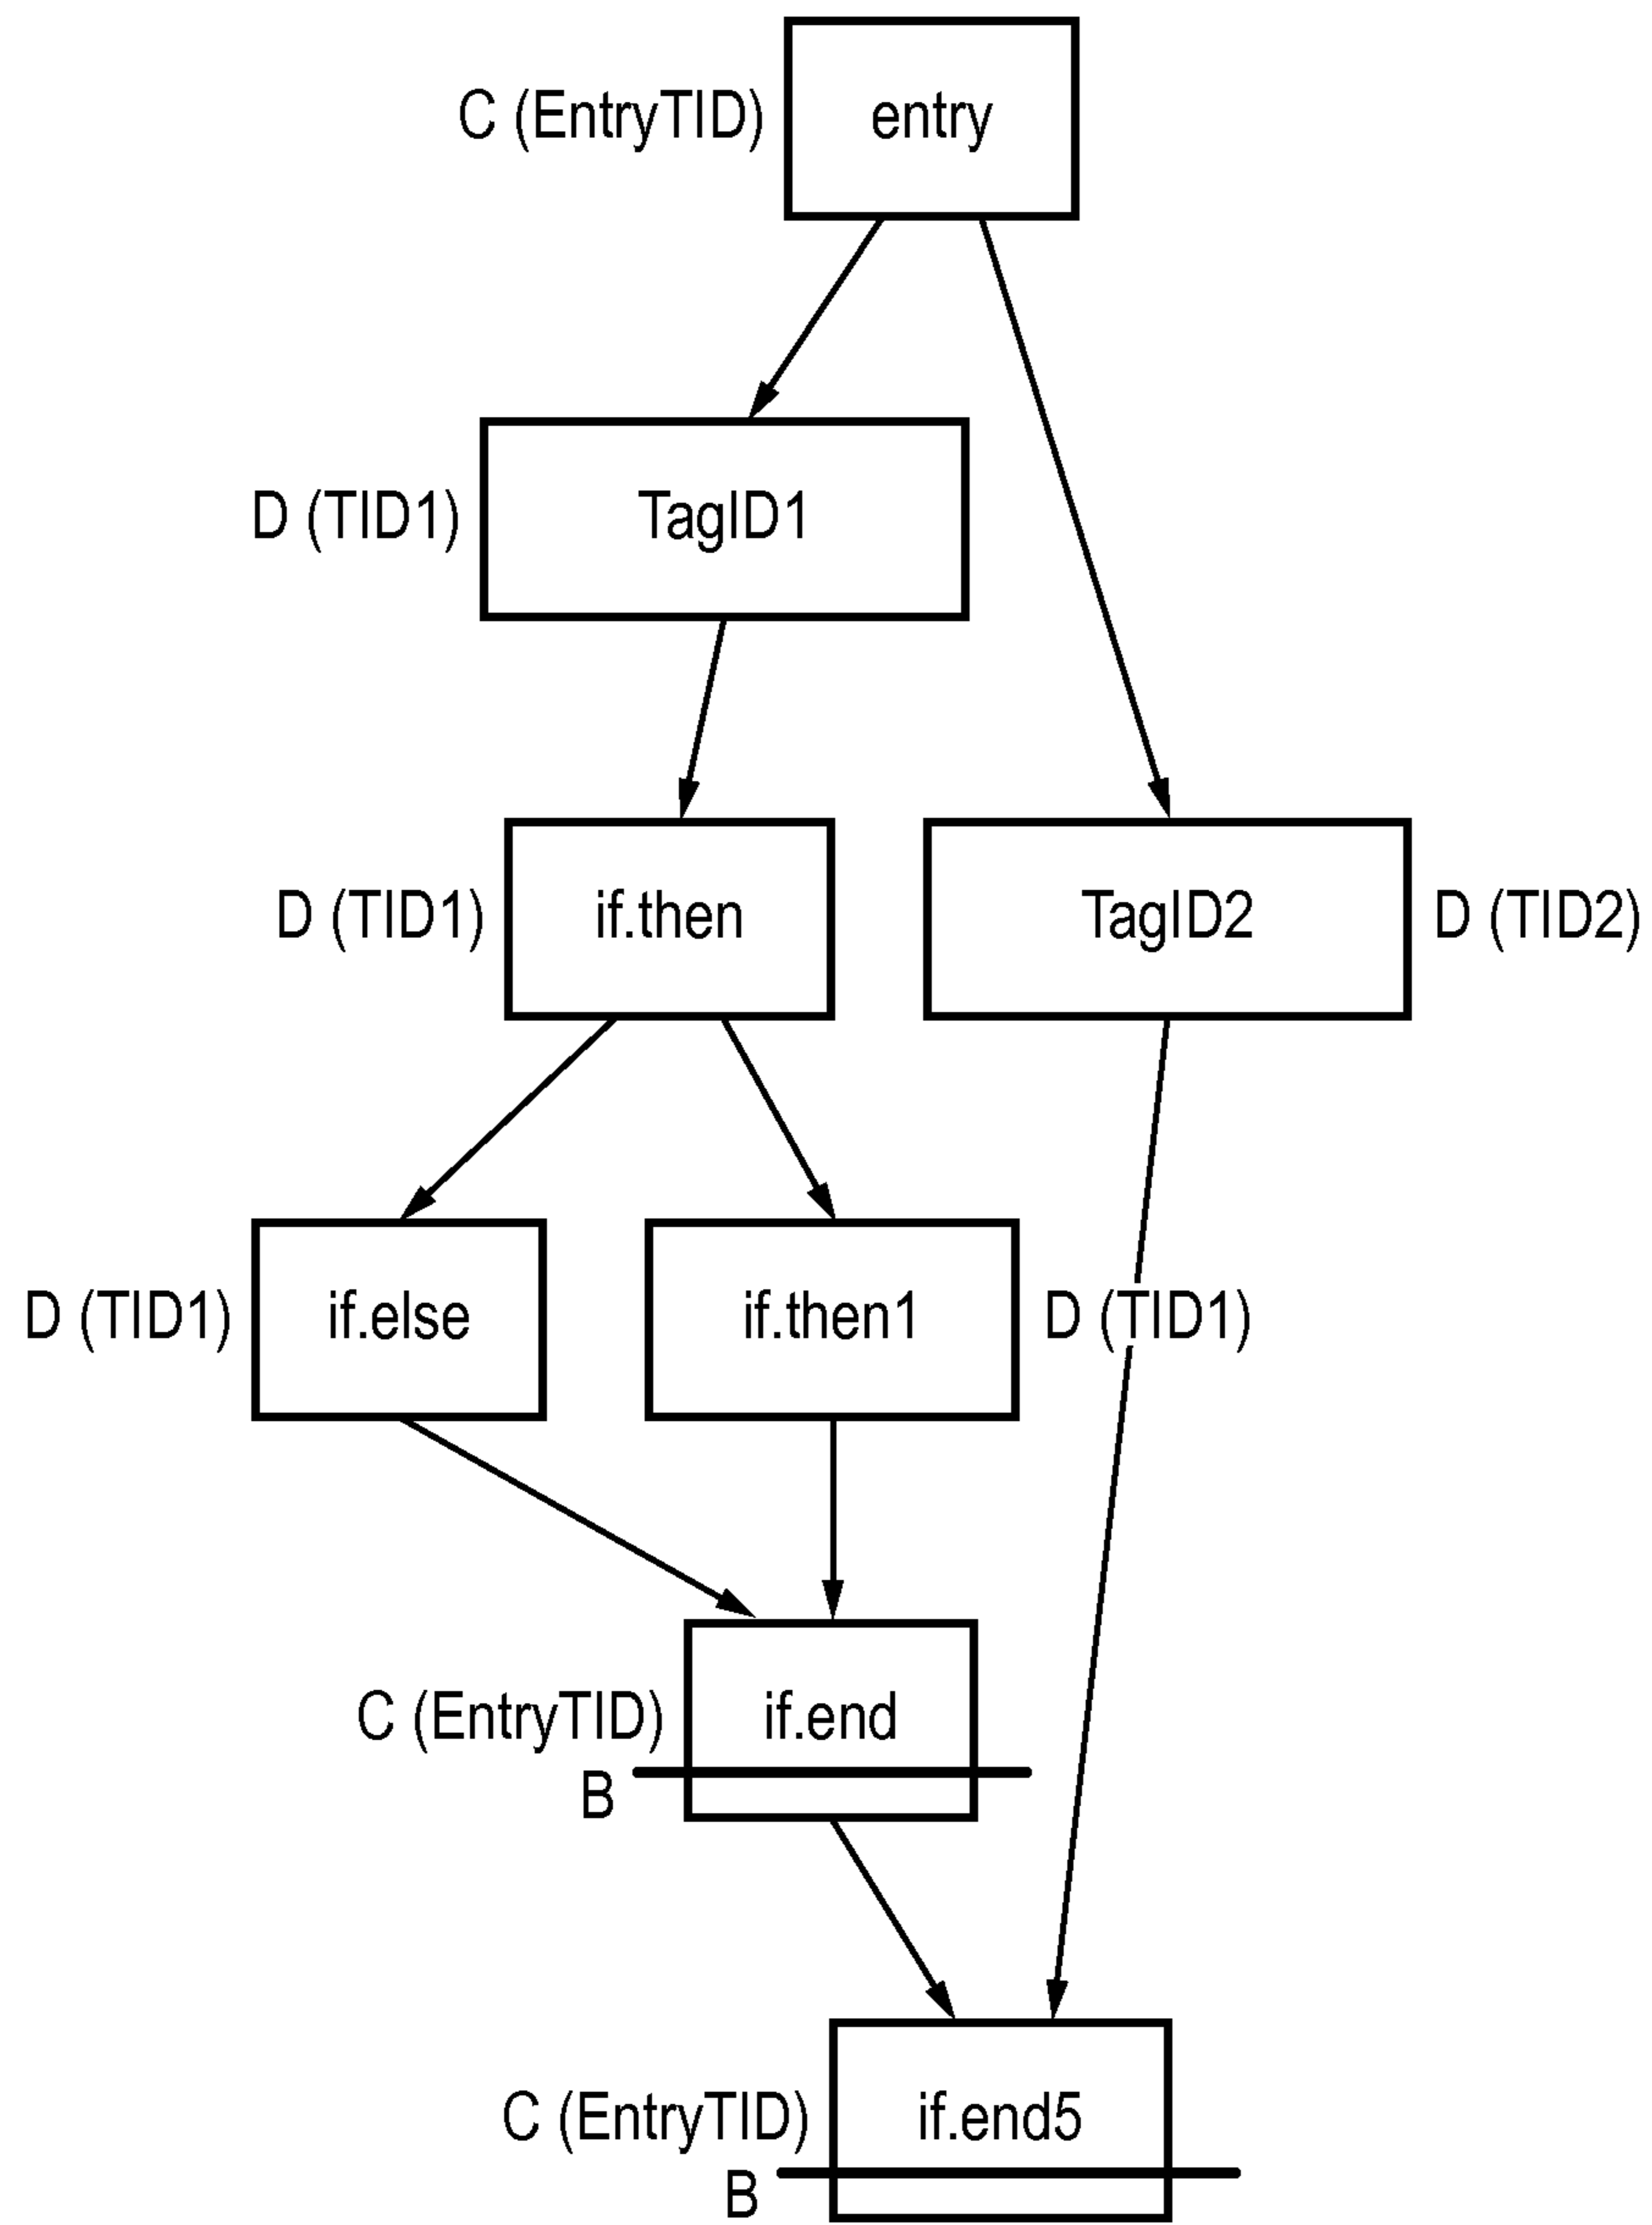 C (EntryTID) entry
D (TID1) TagID1
D (TID1) if.then TagID2 D (TID2)
D (TID1) if.else if.then1 D (TID1)
C (EntryTID) if.end
B
C (EntryTID) if.end5
B